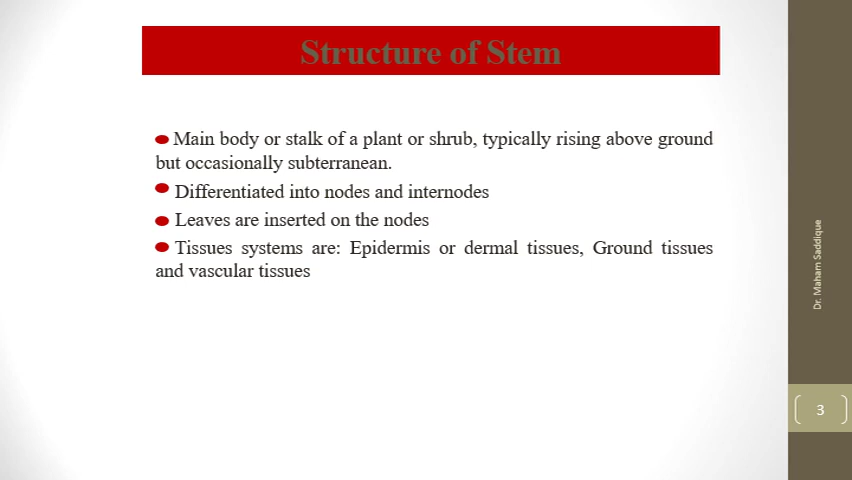 Structure of Stem
Main body or stalk of a plant or shrub, typically rising above ground
but occasionally subterranean.
Differentiated into nodes and internodes
Leaves are inserted on the nodes
Tissues systems are: Epidermis or dermal tissues, Ground tissues
and vascular tissues
Dr. Maham Saddique
3